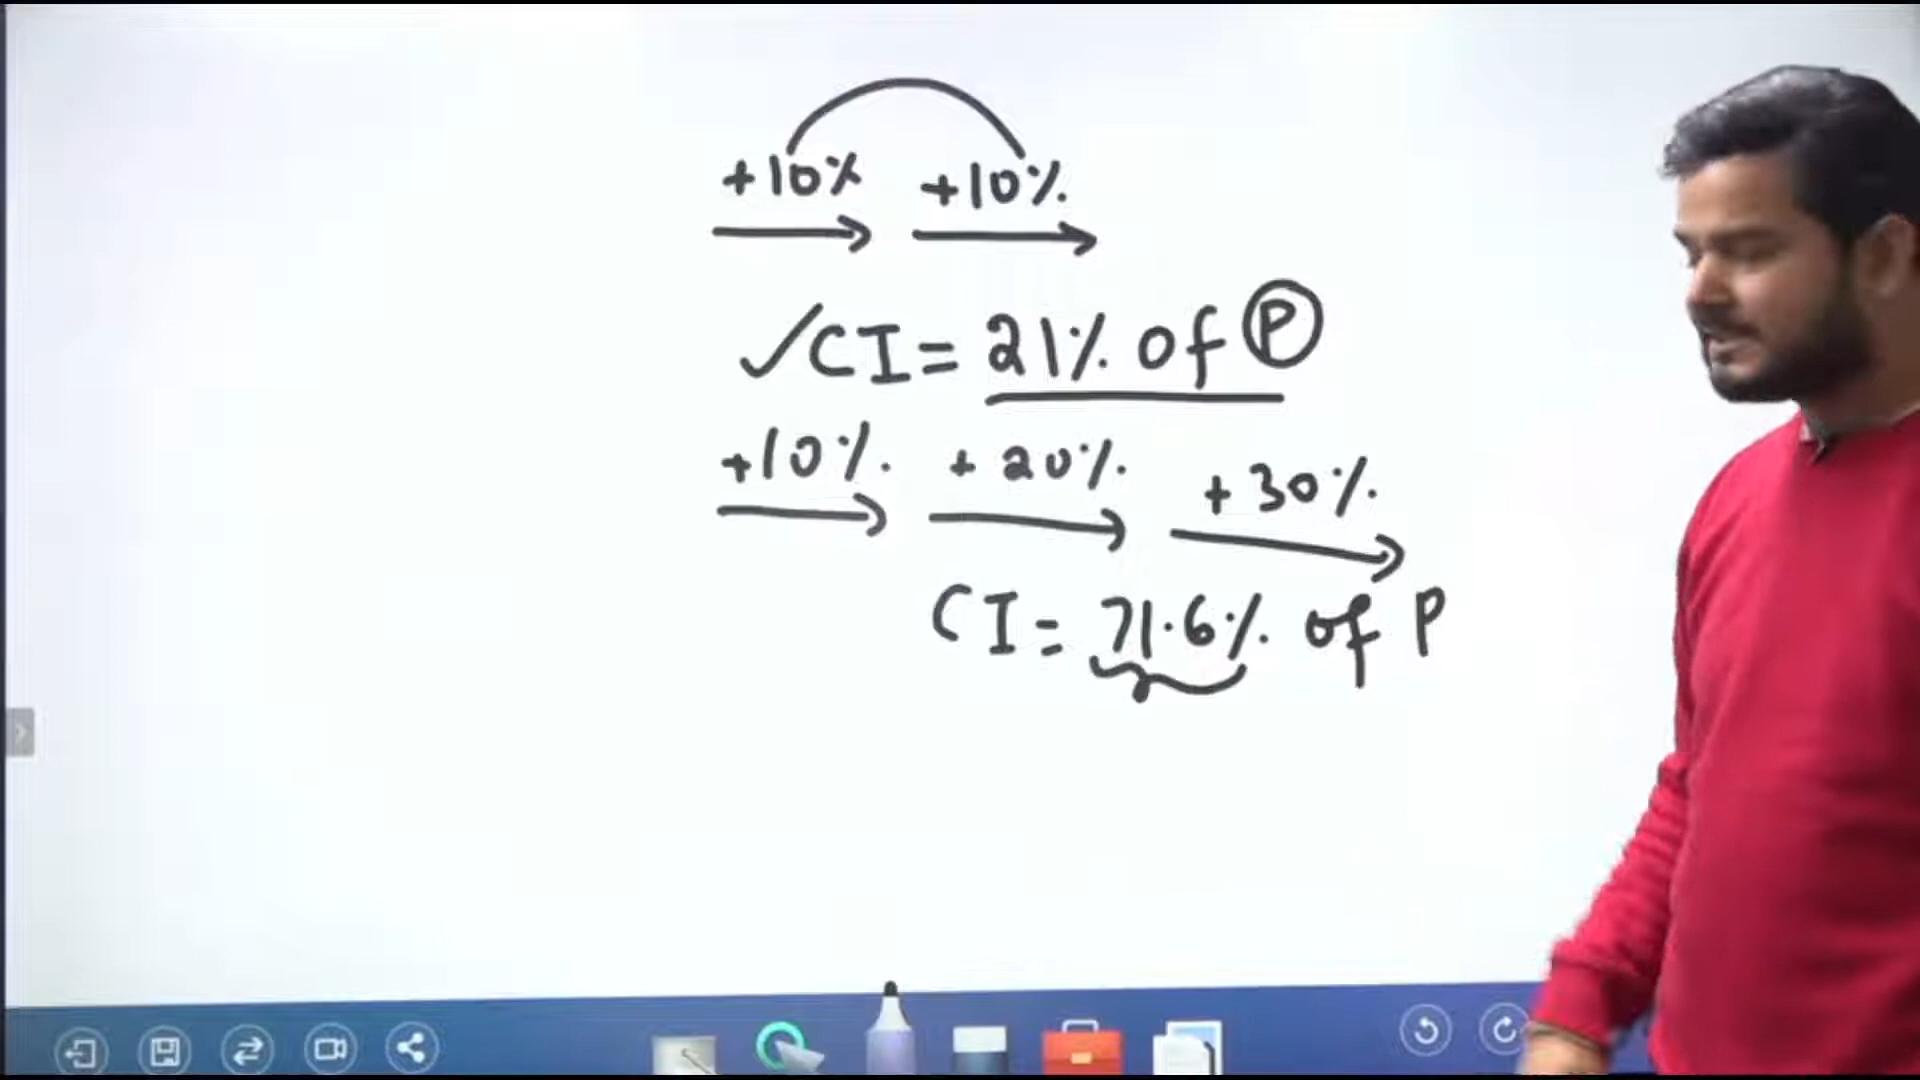 +10% +10%
✓CI = 21% of P
+10% +20% +30%
CI = 71.6% of P